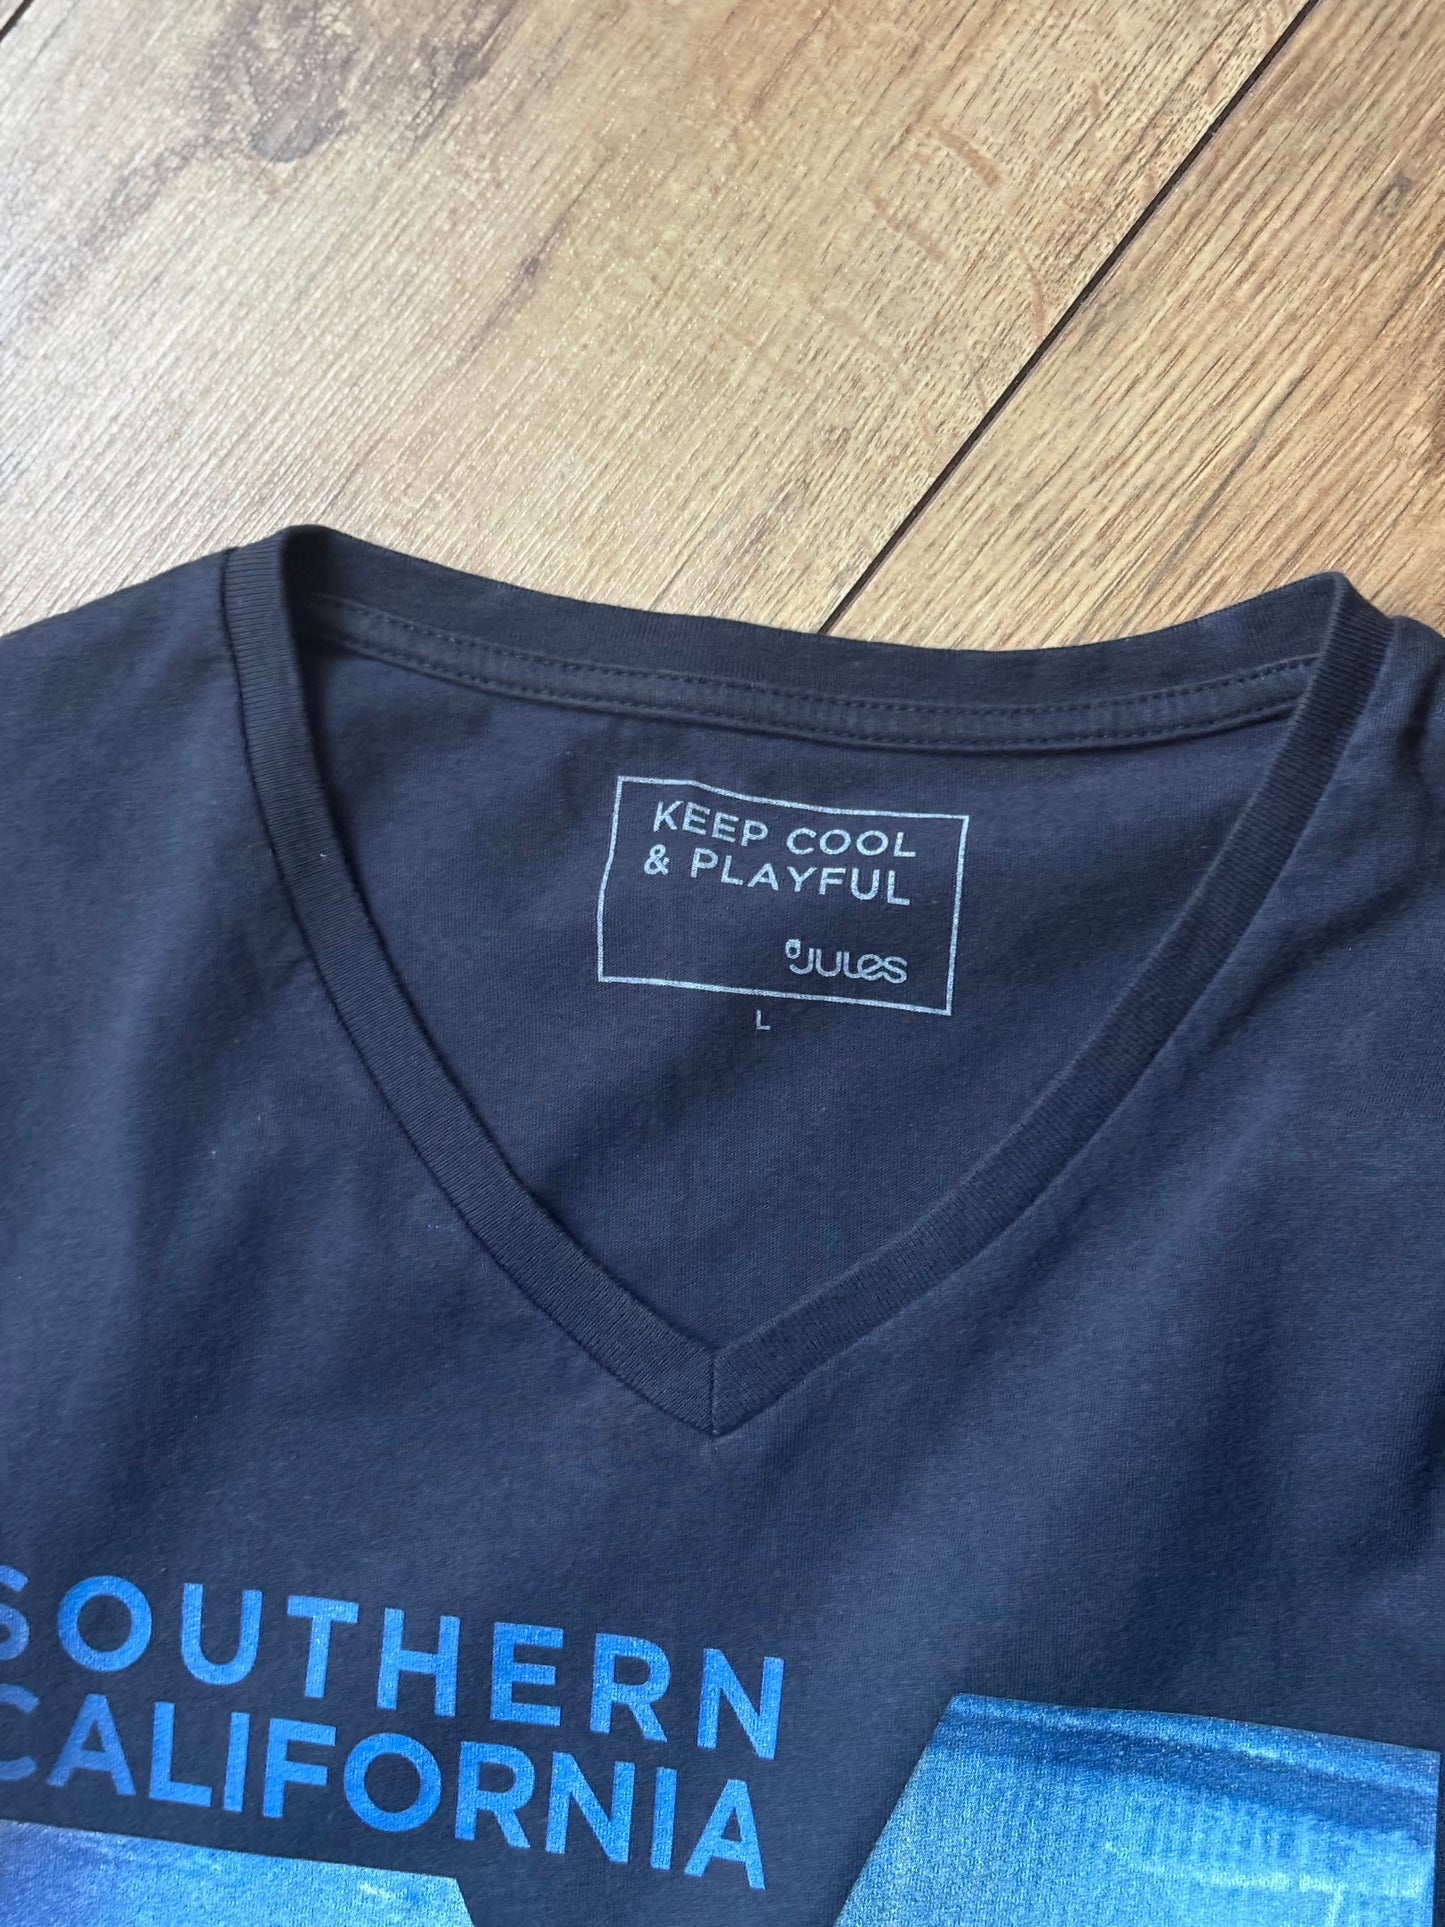 KEEP COOL
& PLAYFUL
JULES
L
SOUTHERN
CALIFORNIA